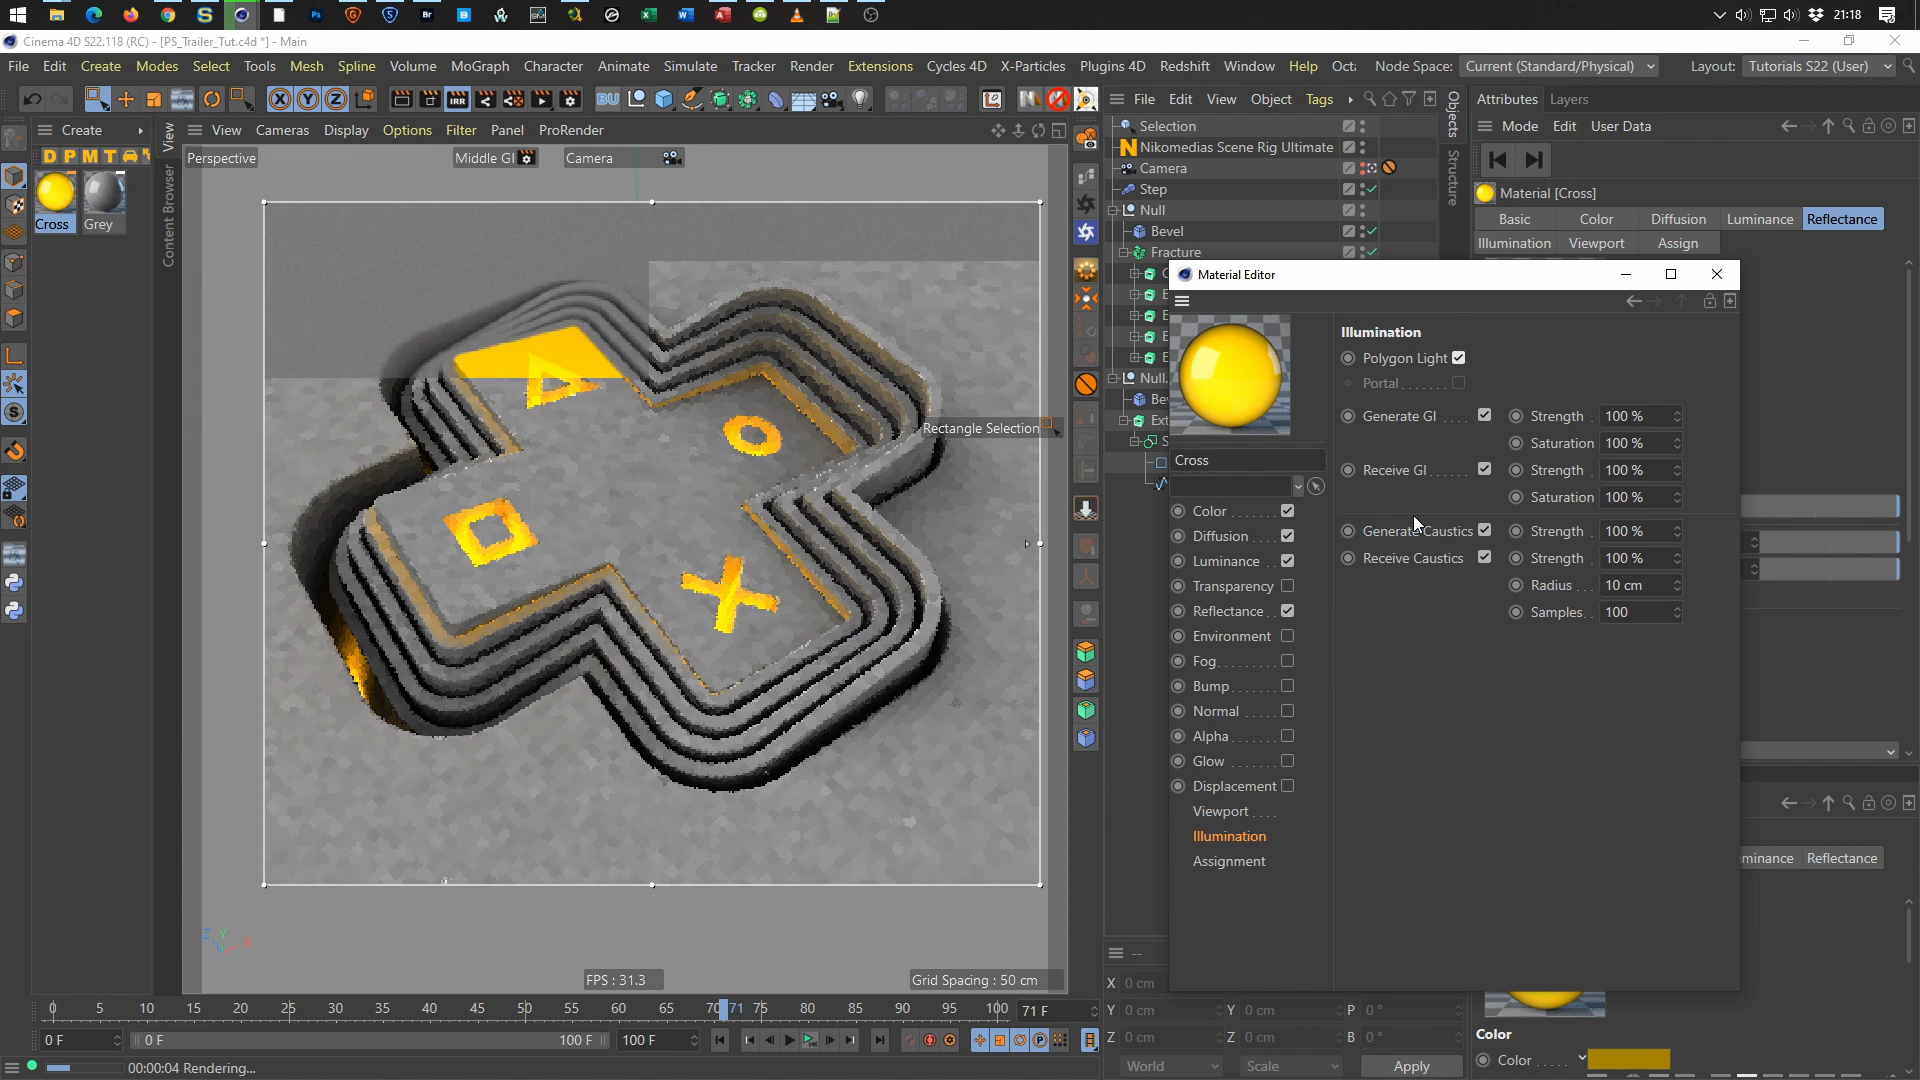 21:18
Cinema 4D S22.118 (RC) - [PS_Trailer_Tut.c4d *] - Main
File Edit Create Modes Select Tools Mesh Spline Volume MoGraph Character Animate Simulate Tracker Render Extensions Cycles 4D X-Particles Plugins 4D Redshift Window Help Octa Node Space: Current (Standard/Physical) Layout: Tutorials S22 (User)
File Edit View Object Tags
Objects
Structure
Attributes Layers
Create
View
Content Browser
View Cameras Display Options Filter Panel ProRender
Mode Edit User Data
D P M T
Perspective
Middle GI
Camera
Cross
Grey
Selection
Nikomedias Scene Rig Ultimate
Camera
Step
Null
Bevel
Fracture
Null.
Be
Ext
Material [Cross]
Basic Color Diffusion Luminance Reflectance
Illumination Viewport Assign
Rectangle Selection
Material Editor
Cross
Color
Diffusion
Luminance
Transparency
Reflectance
Environment
Fog
Bump
Normal
Alpha
Glow
Displacement
Viewport
Illumination
Assignment
Illumination
Polygon Light
Portal
Generate GI Strength 100 %
Saturation 100 %
Receive GI Strength 100 %
Saturation 100 %
Generate Caustics Strength 100 %
Receive Caustics Strength 100 %
Radius 10 cm
Samples 100
minance Reflectance
FPS : 31.3
Grid Spacing : 50 cm
0 5 10 15 20 25 30 35 40 45 50 55 60 65 70 71 75 80 85 90 95 100 71 F
0 F 0 F 100 F 100 F
00:00:04 Rendering...
--
X 0 cm
Y 0 cm Y 0 cm P 0 °
Z 0 cm Z 0 cm B 0 °
World Scale Apply
Color
Color